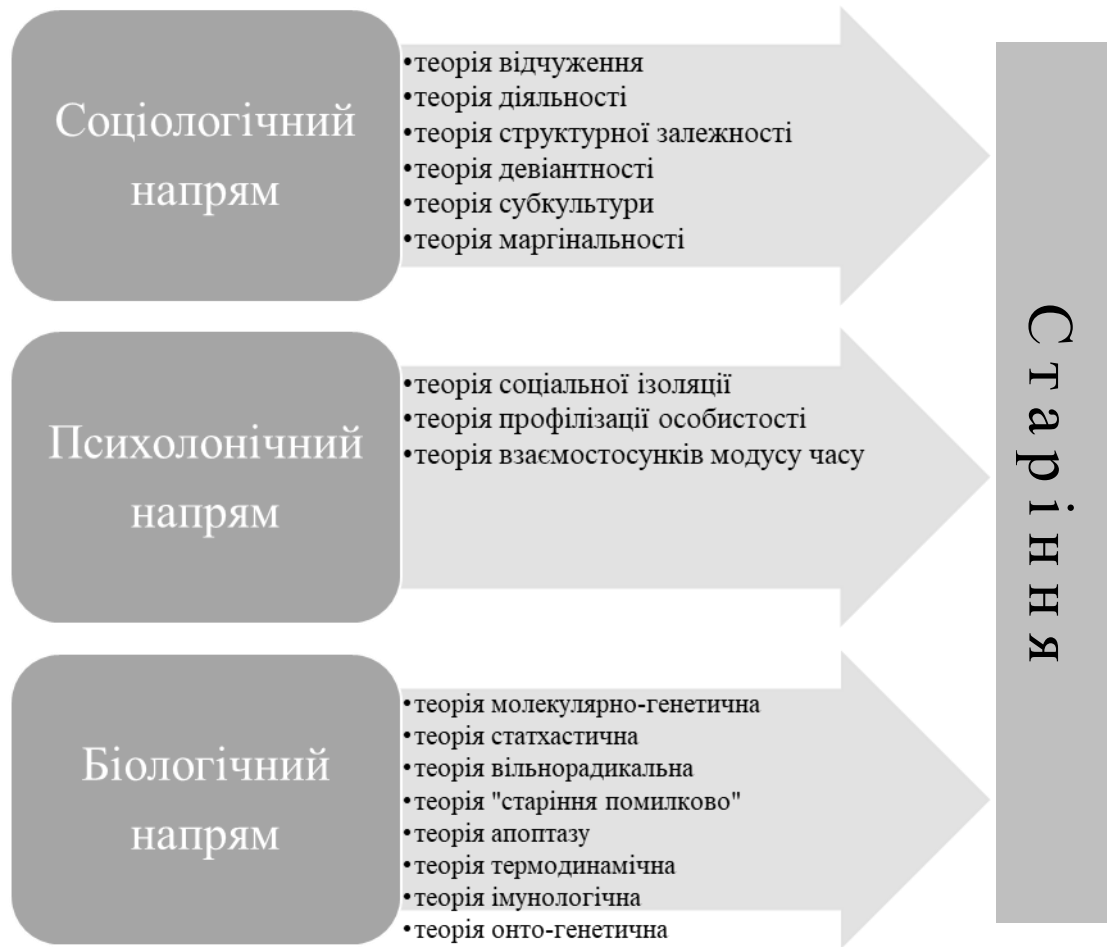 Соціологічний
напрям
•теорія відчуження
•теорія діяльності
•теорія структурної залежності
•теорія девіантності
•теорія субкультури
•теорія маргінальності
Психолонічний
напрям
•теорія соціальної ізоляції
•теорія профілізації особистості
•теорія взаємостосунків модусу часу
Біологічний
напрям
•теорія молекулярно-генетична
•теорія статхастична
•теорія вільнорадикальна
•теорія "старіння помилково"
•теорія апоптазу
•теорія термодинамічна
•теорія імунологічна
•теорія онто-генетична
Старіння